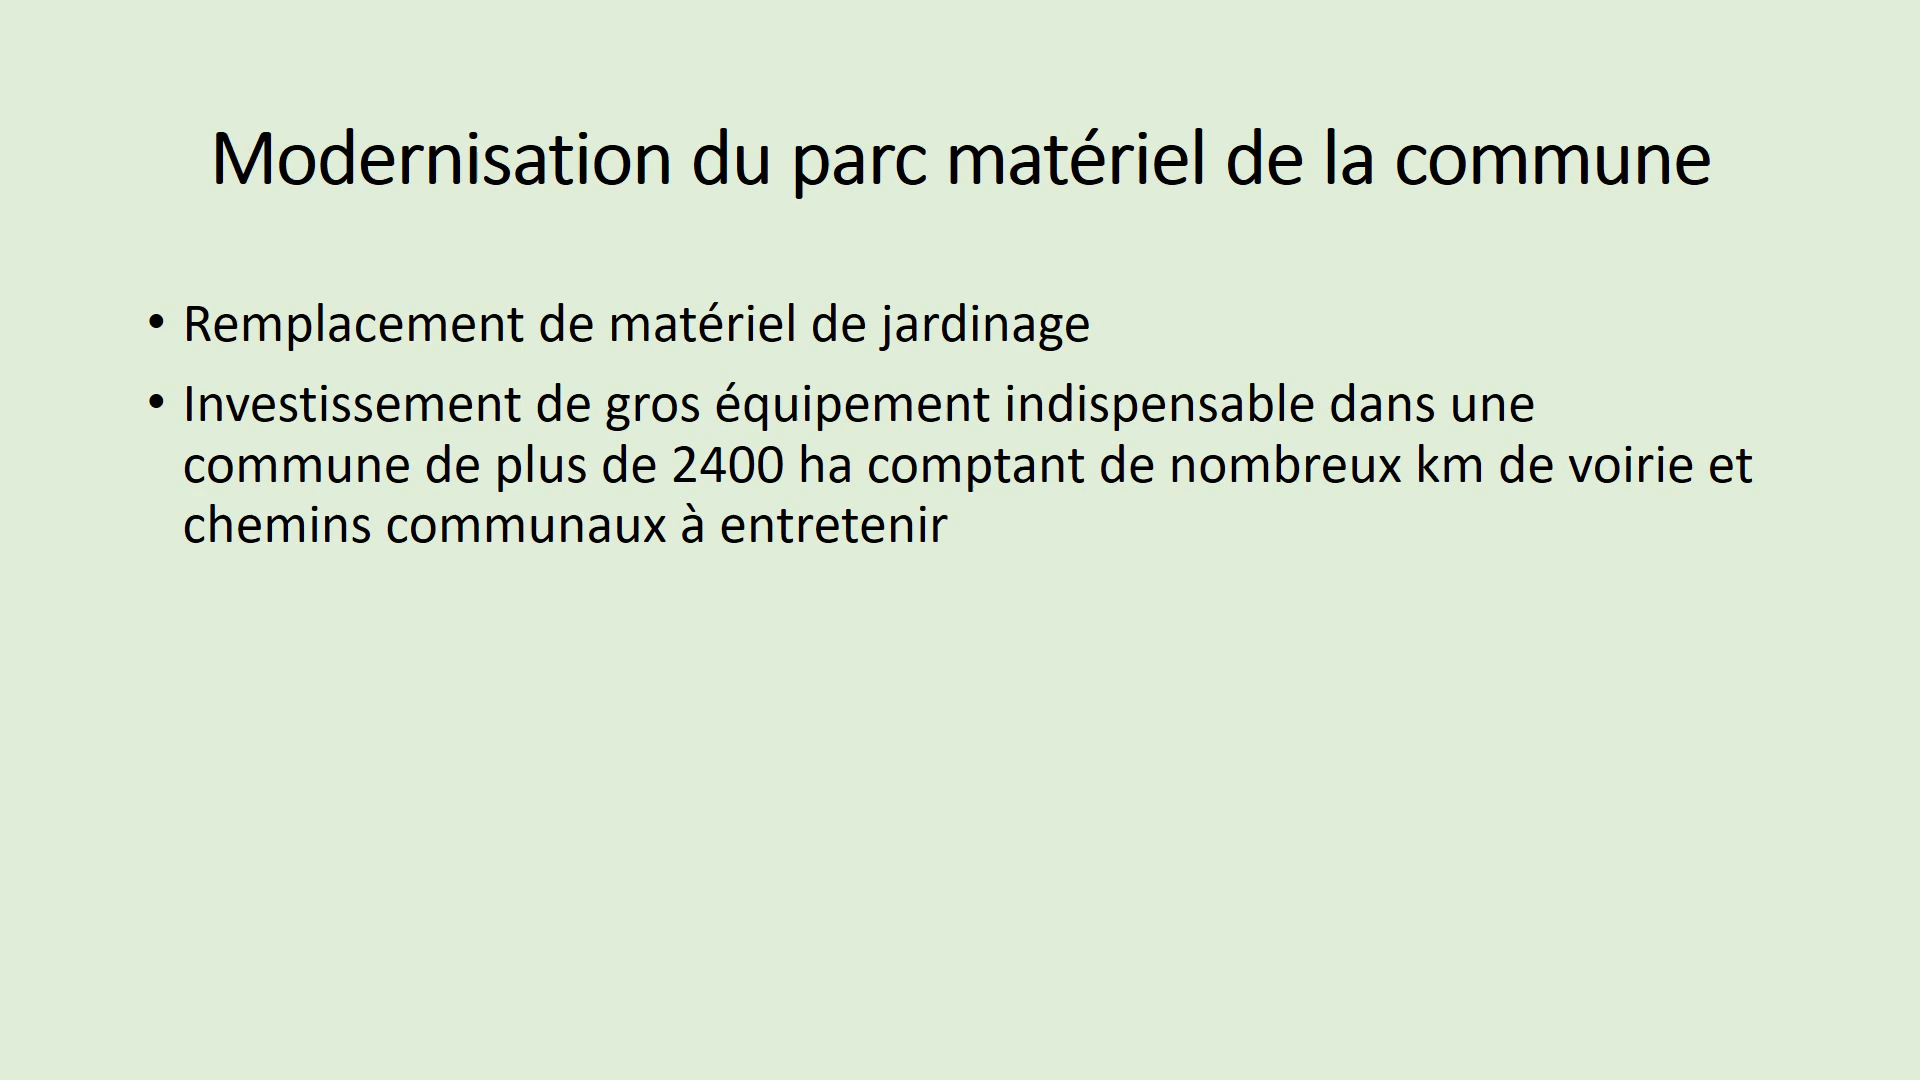 Modernisation du parc matériel de la commune
• Remplacement de matériel de jardinage
• Investissement de gros équipement indispensable dans une
commune de plus de 2400 ha comptant de nombreux km de voirie et
chemins communaux à entretenir